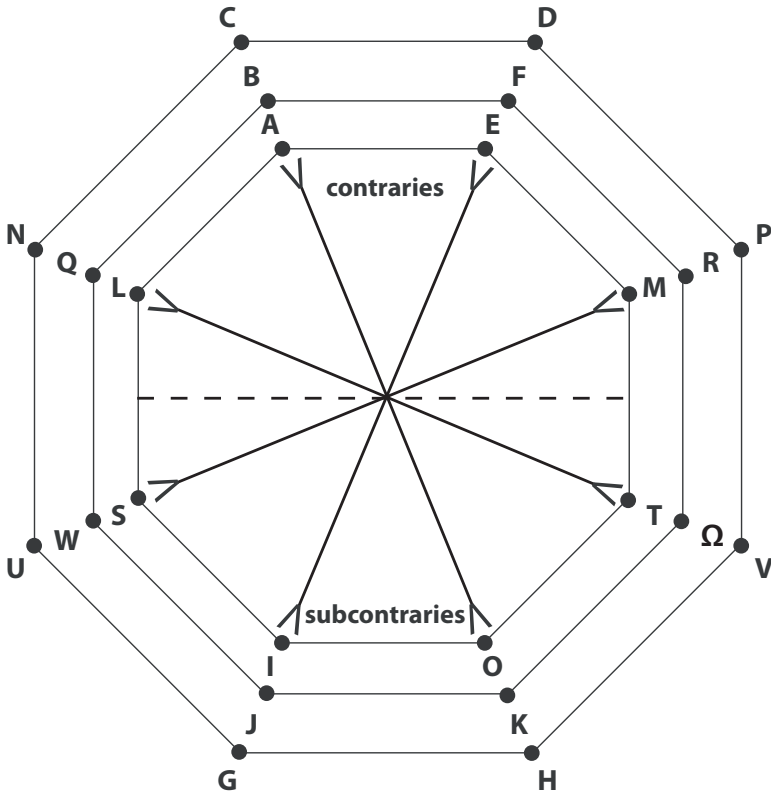 C D
B F
A E
contraries
N P
Q R
L M
S T
W Ω
U V
subcontraries
I O
J K
G H